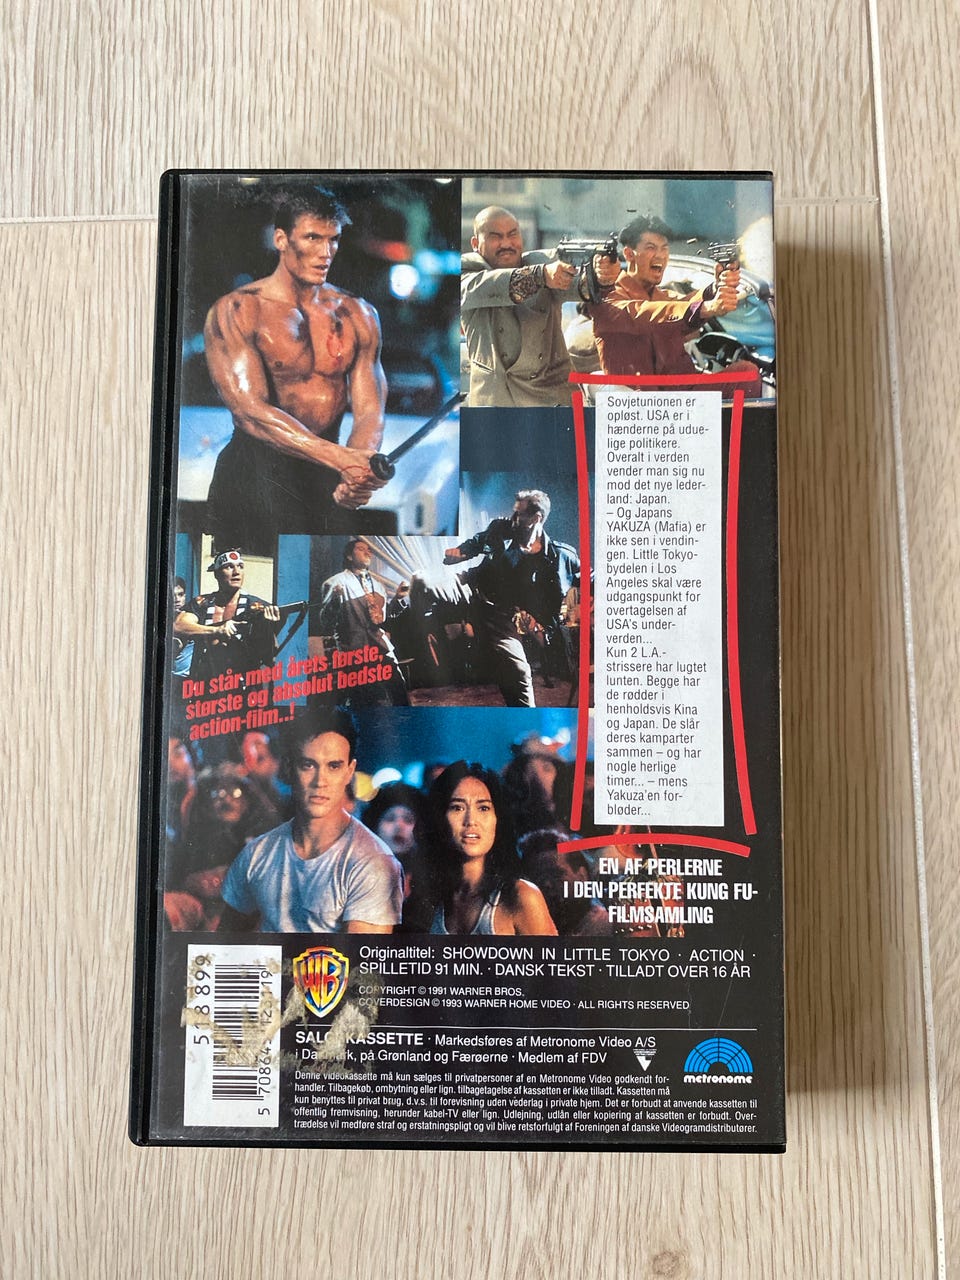 Sovjetunionen er
opløst. USA er i
hænderne på udue-
lige politikere.
Overalt i verden
vender man sig nu
mod det nye leder-
land: Japan.
– Og Japans
YAKUZA (Mafia) er
ikke sen i vendin-
gen. Little Tokyo-
bydelen i Los
Angeles skal være
udgangspunkt for
overtagelsen af
USA's under-
verden...
Kun 2 L.A.-
strissere har lugtet
lunten. Begge har
de rødder i
henholdsvis Kina
og Japan. De slår
deres kamparter
sammen – og har
nogle herlige
timer... – mens
Yakuza'en for-
bløder...
Du står med årets første,
største og absolut bedste
action-film..!
EN AF PERLERNE
I DEN PERFEKTE KUNG FU-
FILMSAMLING
518899
WB
Originaltitel: SHOWDOWN IN LITTLE TOKYO · ACTION ·
SPILLETID 91 MIN. · DANSK TEKST · TILLADT OVER 16 ÅR
COPYRIGHT © 1991 WARNER BROS.
COVERDESIGN © 1993 WARNER HOME VIDEO · ALL RIGHTS RESERVED
SALGSKASSETTE · Markedsføres af Metronome Video A/S
i Danmark, på Grønland og Færøerne · Medlem af FDV
metronome
Denne videokassette må kun sælges til privatpersoner af en Metronome Video godkendt for-
handler. Tilbagekøb, ombytning eller lign. tilbagetagelse af kassetten er ikke tilladt. Kassetten må
kun benyttes til privat brug, d.v.s. til forevisning uden vederlag i private hjem. Det er forbudt at anvende kassetten til
offentlig fremvisning, herunder kabel-TV eller lign. Udlejning, udlån eller kopiering af kassetten er forbudt. Over-
trædelse vil medføre straf og erstatningspligt og vil blive retsforfulgt af Foreningen af danske Videogramdistributører.